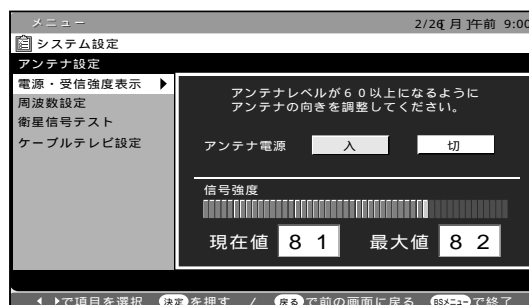 メニュー 2/26[月]午前 9:00
システム設定
アンテナ設定
電源・受信強度表示
周波数設定
衛星信号テスト
ケーブルテレビ設定
アンテナレベルが60以上になるように
アンテナの向きを調整してください。
アンテナ電源 入 切
信号強度
現在値 81 最大値 82
で項目を選択 決定を押す / 戻るで前の画面に戻る BSメニューで終了